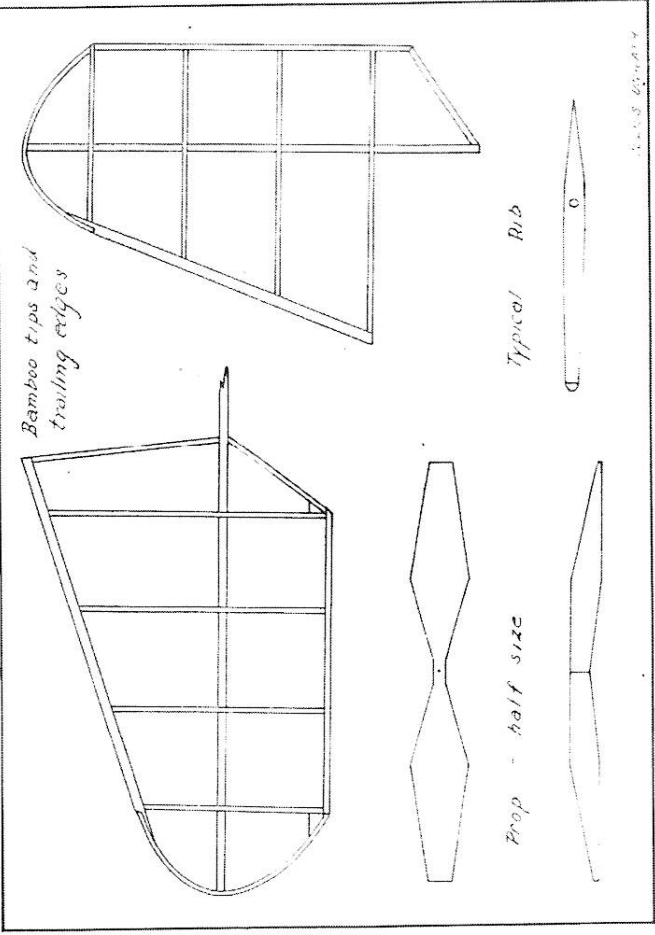 Bamboo tips and
trailing edges
Typical Rib
Prop - half size